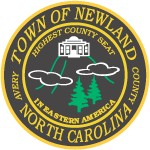 TOWN OF NEWLAND
HIGHEST COUNTY SEAT
AVERY
COUNTY
IN EASTERN AMERICA
NORTH CAROLINA